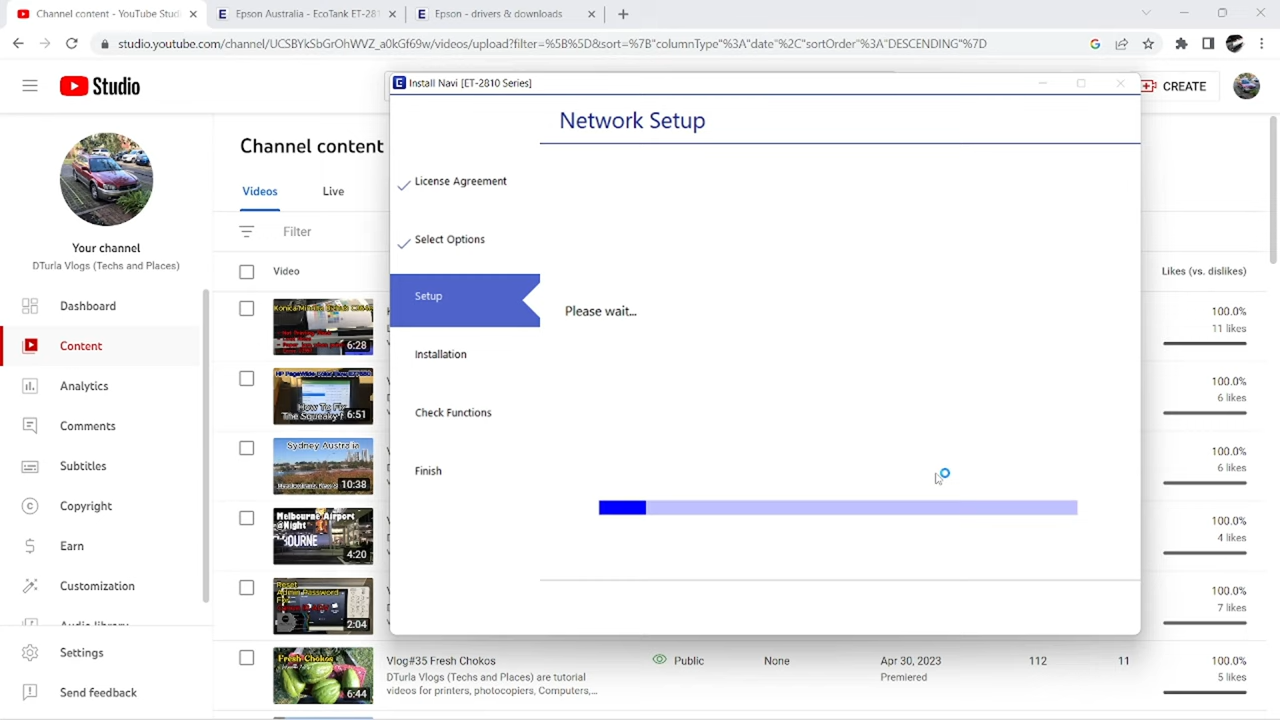 Channel content - YouTube Studi
Epson Australia - EcoTank ET-281
Epson - drivers & downloads
studio.youtube.com/channel/UCSBYkSbGrOhWVZ_a0kGf69w/videos/upload?filter=%5B%5D&sort=%7B"columnType"%3A"date"%2C"sortOrder"%3A"DESCENDING"%7D
Studio
CREATE
Your channel
DTurla Vlogs (Techs and Places)
Dashboard
Content
Analytics
Comments
Subtitles
Copyright
Earn
Customization
Audio library
Settings
Send feedback
Channel content
Videos
Live
Filter
Video
Likes (vs. dislikes)
6:28
100.0%
11 likes
6:51
100.0%
6 likes
Sydney Australia
10:38
100.0%
6 likes
Melbourne Airport
@Night
4:20
100.0%
4 likes
Reset
Admin Password
2:04
100.0%
7 likes
Fresh Chokos
6:44
Vlog#35 Fresh Chokos
DTurla Vlogs (Techs and Places) are tutorial
videos for printers, photocopiers, Computers,...
Public
None
Apr 30, 2023
Premiered
112
11
100.0%
5 likes
Install Navi [ET-2810 Series]
Network Setup
License Agreement
Select Options
Setup
Installation
Check Functions
Finish
Please wait...